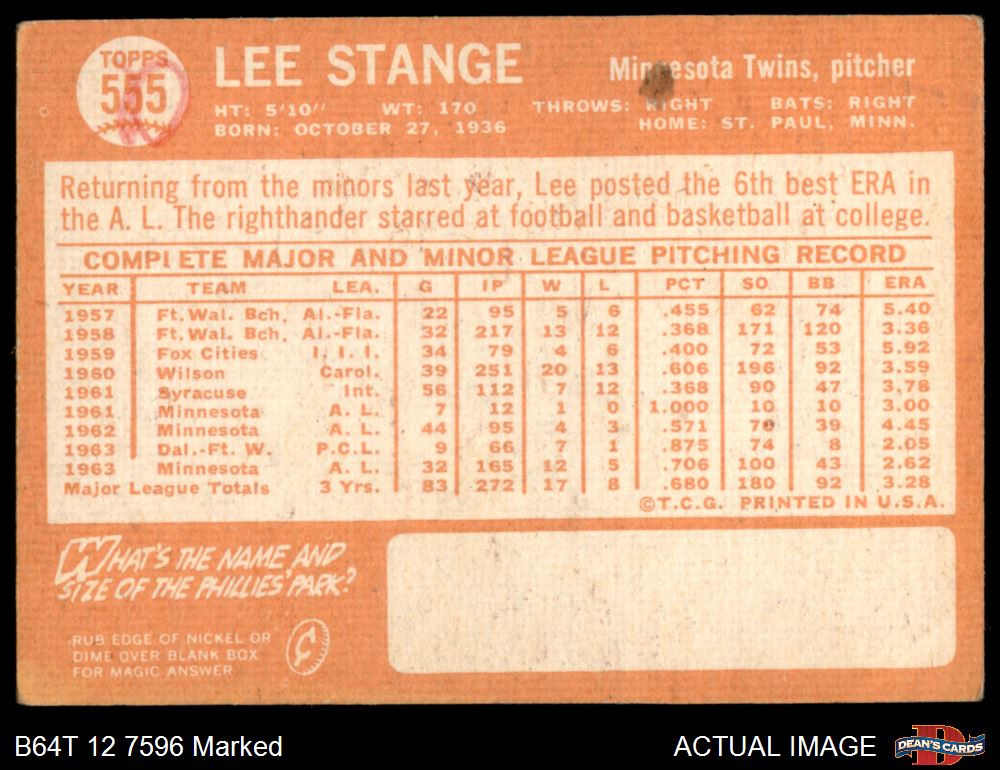 TOPPS
555
LEE STANGE
Minnesota Twins, pitcher
HT: 5'10" WT: 170 THROWS: RIGHT BATS: RIGHT
BORN: OCTOBER 27, 1936 HOME: ST. PAUL, MINN.
Returning from the minors last year, Lee posted the 6th best ERA in
the A. L. The righthander starred at football and basketball at college.
COMPLETE MAJOR AND MINOR LEAGUE PITCHING RECORD
YEAR TEAM LEA. G IP W L PCT SO BB ERA
1957 Ft. Wal. Bch. Al.-Fla. 22 95 5 6 .455 62 74 5.40
1958 Ft. Wal. Bch. Al.-Fla. 32 217 13 12 .368 171 120 3.36
1959 Fox Cities I. I. I. 34 79 4 6 .400 72 53 5.92
1960 Wilson Carol. 39 251 20 13 .606 196 92 3.59
1961 Syracuse Int. 56 112 7 12 .368 90 47 3.78
1961 Minnesota A. L. 7 12 1 0 1.000 10 10 3.00
1962 Minnesota A. L. 44 95 4 3 .571 70 39 4.45
1963 Dal.-Ft. W. P.C.L. 9 66 7 1 .875 74 8 2.05
1963 Minnesota A. L. 32 165 12 5 .706 100 43 2.62
Major League Totals 3 Yrs. 83 272 17 8 .680 180 92 3.28
©T.C.G. PRINTED IN U.S.A.
WHAT'S THE NAME AND
SIZE OF THE PHILLIES' PARK?
RUB EDGE OF NICKEL OR
DIME OVER BLANK BOX
FOR MAGIC ANSWER
B64T 12 7596 Marked
ACTUAL IMAGE
DEAN'S CARDS